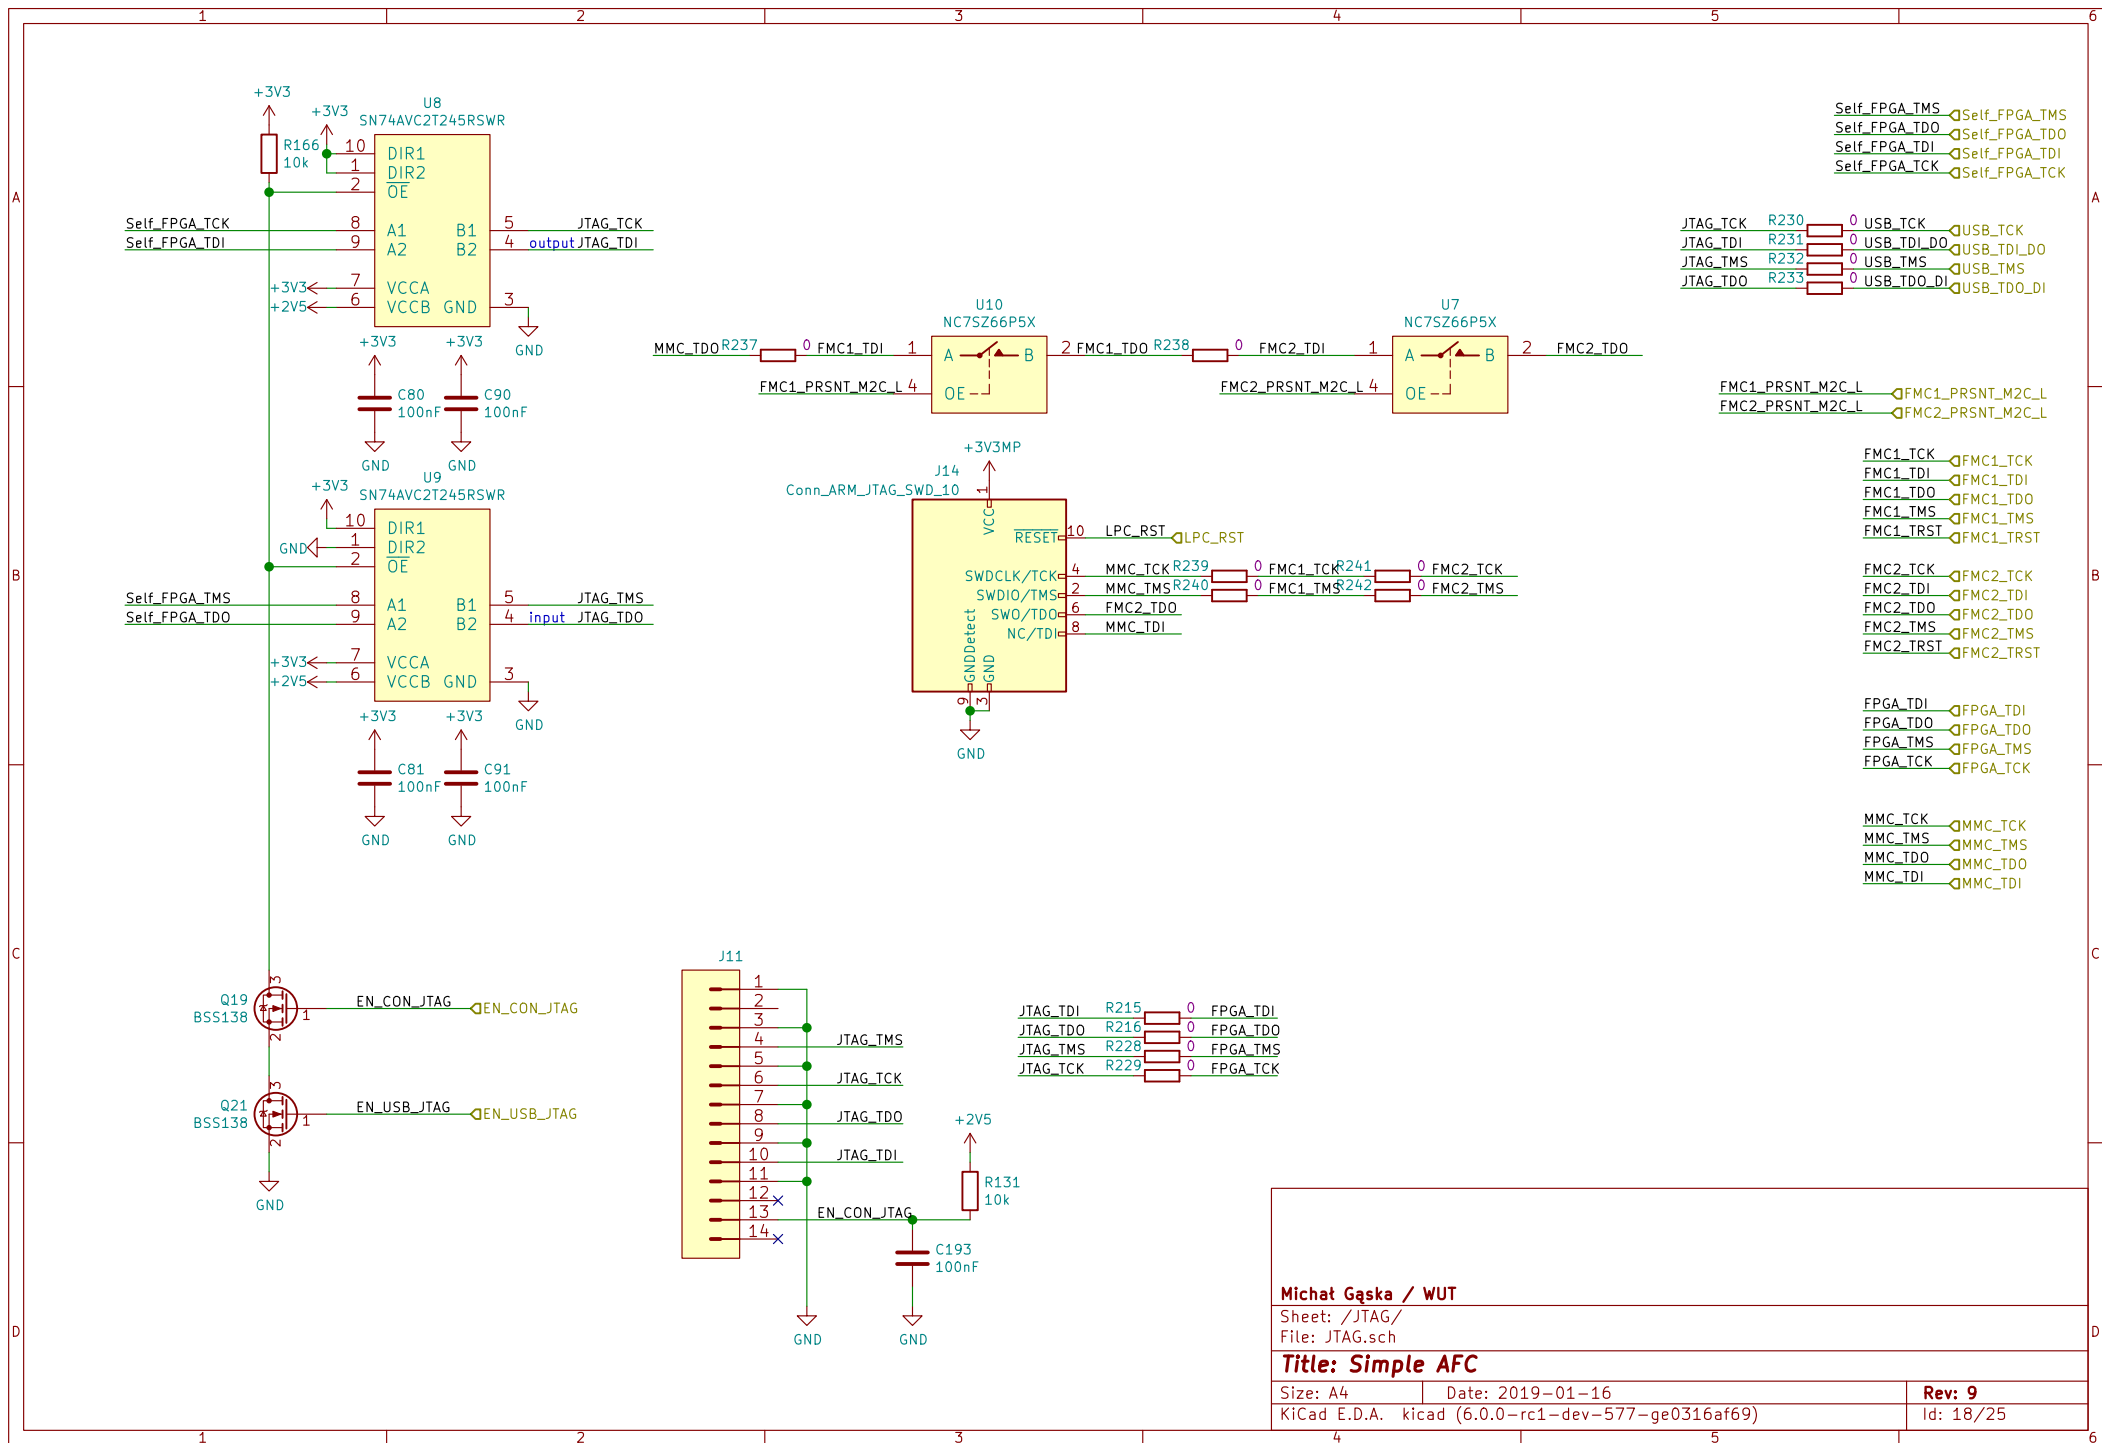 1 2 3 4 5 6
A
B
C
D
A
B
C
D
+3V3
+3V3
R166
10k
U8
SN74AVC2T245RSWR
10 DIR1
1 DIR2
2 OE
Self_FPGA_TCK 8 A1 B1 5 JTAG_TCK
Self_FPGA_TDI 9 A2 B2 4 output JTAG_TDI
+3V3 7 VCCA
+2V5 6 VCCB GND 3
GND
+3V3 +3V3
C80 C90
100nF 100nF
GND GND
U9
SN74AVC2T245RSWR
+3V3
10 DIR1
GND 1 DIR2
2 OE
Self_FPGA_TMS 8 A1 B1 5 JTAG_TMS
Self_FPGA_TDO 9 A2 B2 4 input JTAG_TDO
+3V3 7 VCCA
+2V5 6 VCCB GND 3
GND
+3V3 +3V3
C81 C91
100nF 100nF
GND GND
Q19
BSS138
3
1
2
EN_CON_JTAG EN_CON_JTAG
Q21
BSS138
3
1
2
EN_USB_JTAG EN_USB_JTAG
GND
U10
NC7SZ66P5X
MMC_TDO R237 0 FMC1_TDI 1 A B 2 FMC1_TDO R238 0 FMC2_TDI
FMC1_PRSNT_M2C_L 4 OE
U7
NC7SZ66P5X
1 A B 2 FMC2_TDO
FMC2_PRSNT_M2C_L 4 OE
+3V3MP
J14
Conn_ARM_JTAG_SWD_10
1
VCC
RESET 10 LPC_RST LPC_RST
SWDCLK/TCK 4 MMC_TCK R239 0 FMC1_TCK R241 0 FMC2_TCK
SWDIO/TMS 2 MMC_TMS R240 0 FMC1_TMS R242 0 FMC2_TMS
SWO/TDO 6 FMC2_TDO
NC/TDI 8 MMC_TDI
GNDDetect
GND
9 3
GND
J11
1
2
3
4 JTAG_TMS
5
6 JTAG_TCK
7
8 JTAG_TDO
9
10 JTAG_TDI
11
12
13 EN_CON_JTAG
14
+2V5
R131
10k
C193
100nF
GND GND
JTAG_TDI R215 0 FPGA_TDI
JTAG_TDO R216 0 FPGA_TDO
JTAG_TMS R228 0 FPGA_TMS
JTAG_TCK R229 0 FPGA_TCK
Self_FPGA_TMS Self_FPGA_TMS
Self_FPGA_TDO Self_FPGA_TDO
Self_FPGA_TDI Self_FPGA_TDI
Self_FPGA_TCK Self_FPGA_TCK
JTAG_TCK R230 0 USB_TCK USB_TCK
JTAG_TDI R231 0 USB_TDI_DO USB_TDI_DO
JTAG_TMS R232 0 USB_TMS USB_TMS
JTAG_TDO R233 0 USB_TDO_DI USB_TDO_DI
FMC1_PRSNT_M2C_L FMC1_PRSNT_M2C_L
FMC2_PRSNT_M2C_L FMC2_PRSNT_M2C_L
FMC1_TCK FMC1_TCK
FMC1_TDI FMC1_TDI
FMC1_TDO FMC1_TDO
FMC1_TMS FMC1_TMS
FMC1_TRST FMC1_TRST
FMC2_TCK FMC2_TCK
FMC2_TDI FMC2_TDI
FMC2_TDO FMC2_TDO
FMC2_TMS FMC2_TMS
FMC2_TRST FMC2_TRST
FPGA_TDI FPGA_TDI
FPGA_TDO FPGA_TDO
FPGA_TMS FPGA_TMS
FPGA_TCK FPGA_TCK
MMC_TCK MMC_TCK
MMC_TMS MMC_TMS
MMC_TDO MMC_TDO
MMC_TDI MMC_TDI
Michał Gąska / WUT
Sheet: /JTAG/
File: JTAG.sch
Title: Simple AFC
Size: A4 Date: 2019-01-16 Rev: 9
KiCad E.D.A. kicad (6.0.0-rc1-dev-577-ge0316af69) Id: 18/25
1 2 3 4 5 6